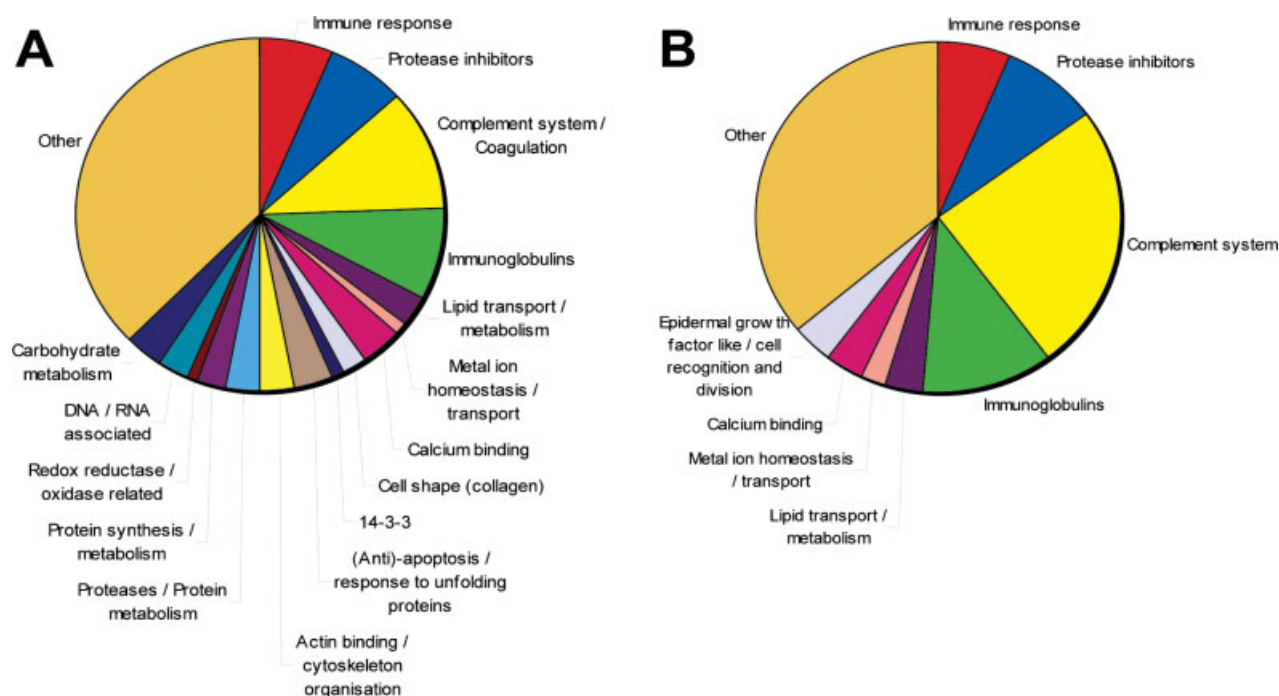 A
Immune response
Protease inhibitors
Complement system /
Coagulation
Immunoglobulins
Lipid transport /
metabolism
Metal ion
homeostasis /
transport
Calcium binding
Cell shape (collagen)
14-3-3
(Anti)-apoptosis /
response to unfolding
proteins
Actin binding /
cytoskeleton
organisation
Proteases / Protein
metabolism
Protein synthesis /
metabolism
Redox reductase /
oxidase related
DNA / RNA
associated
Carbohydrate
metabolism
Other
B
Immune response
Protease inhibitors
Complement system
Immunoglobulins
Lipid transport /
metabolism
Metal ion homeostasis
/ transport
Calcium binding
Epidermal growth
factor like / cell
recognition and
division
Other